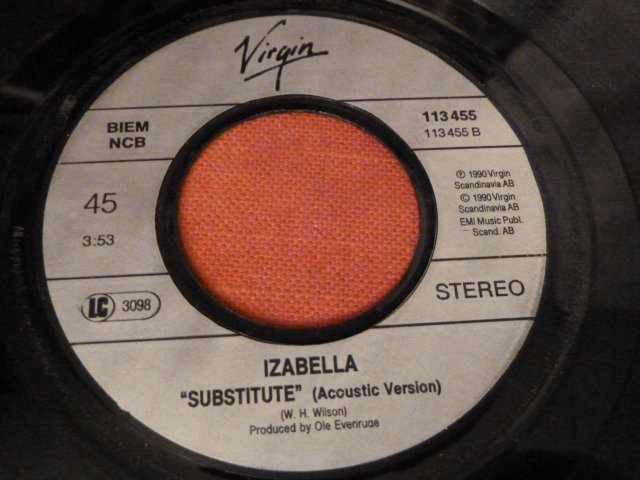 Virgin
BIEM
NCB
113 455
113 455 B
45
3:53
℗ 1990 Virgin
Scandinavia AB
© 1990 Virgin
Scandinavia AB
EMI Music Publ.
Scand. AB
LC 3098
STEREO
IZABELLA
"SUBSTITUTE" (Acoustic Version)
(W. H. Wilson)
Produced by Ole Evenrude